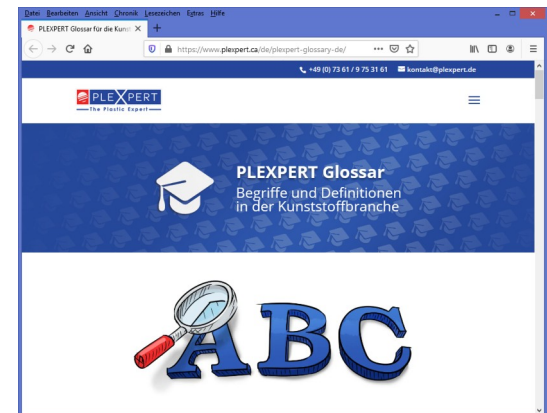 Datei Bearbeiten Ansicht Chronik Lesezeichen Extras Hilfe
PLEXPERT Glossar für die Kunst
https://www.plexpert.ca/de/plexpert-glossary-de/
+49 (0) 73 61 / 9 75 31 61 kontakt@plexpert.de
PLEXPERT
The Plastic Expert
PLEXPERT Glossar
Begriffe und Definitionen
in der Kunststoffbranche
ABC